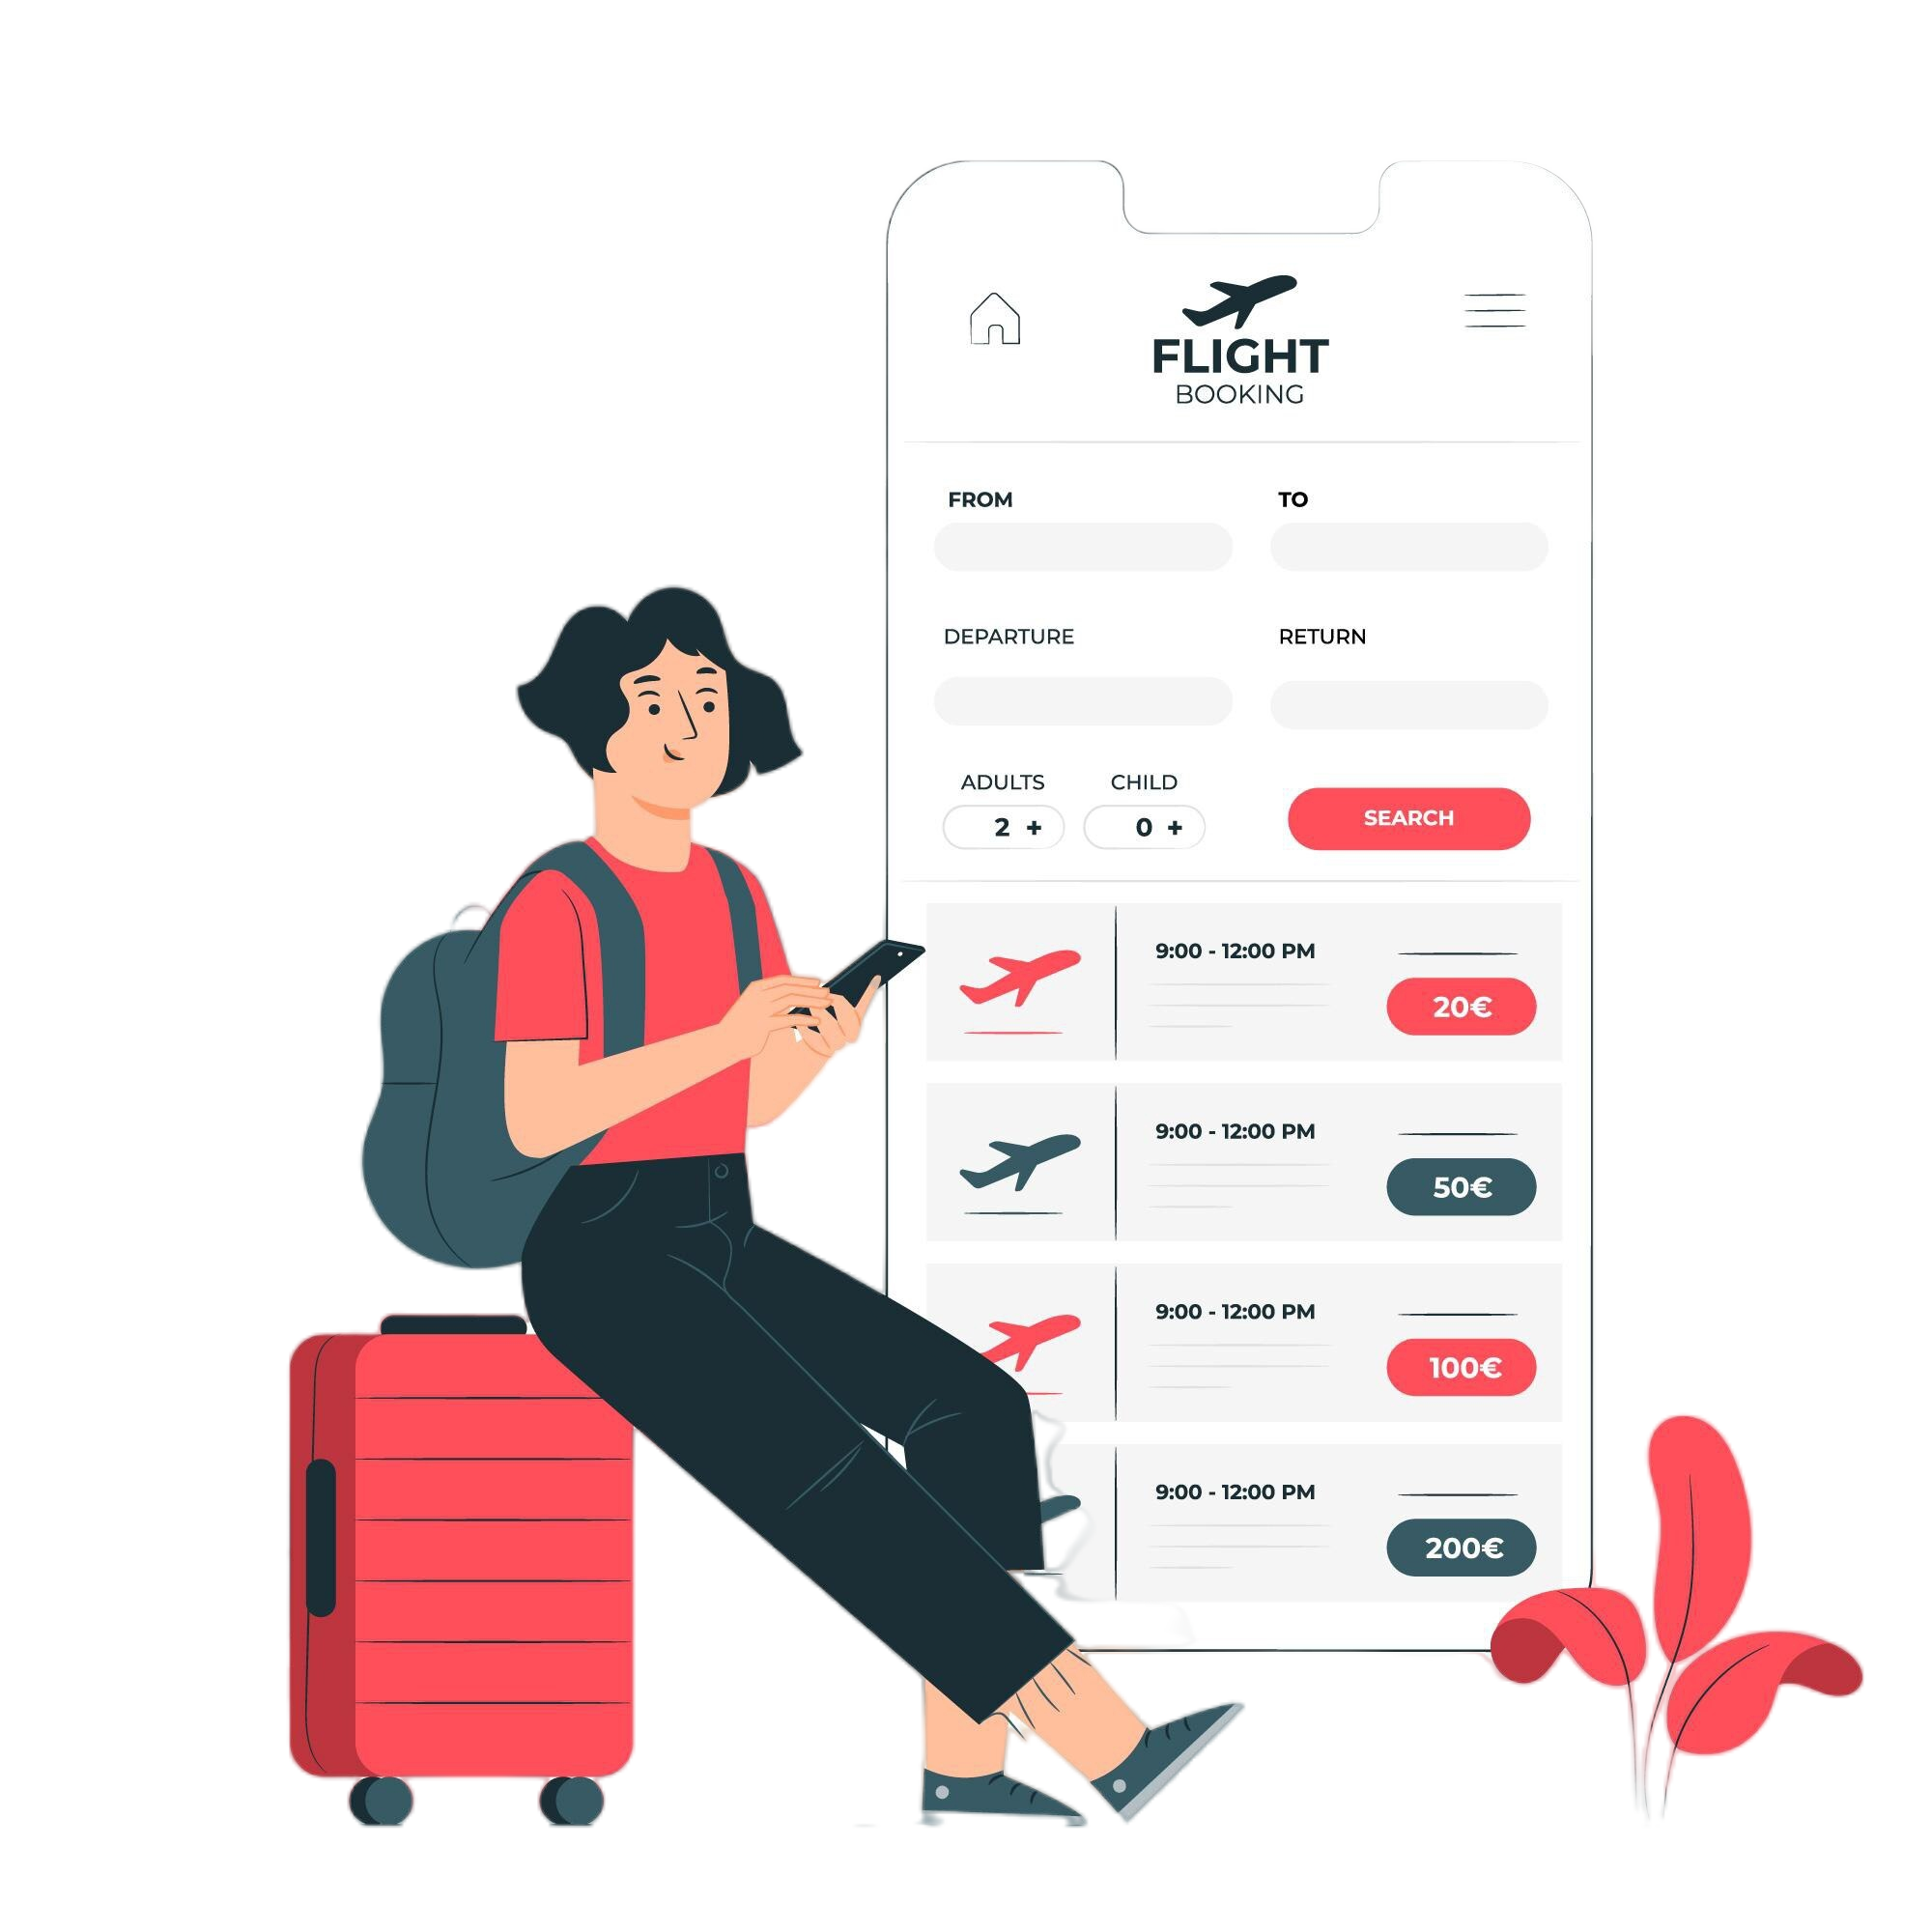 FLIGHT
BOOKING
FROM TO
DEPARTURE RETURN
ADULTS CHILD
2 + 0 + SEARCH
9:00 - 12:00 PM
20€
9:00 - 12:00 PM
50€
9:00 - 12:00 PM
100€
9:00 - 12:00 PM
200€